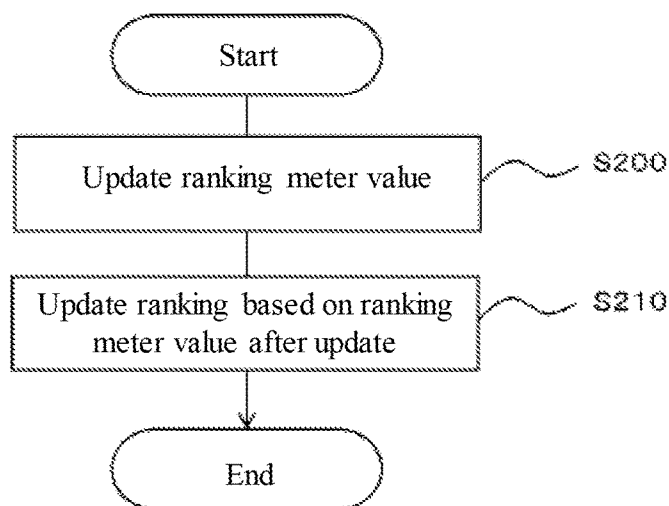 Start
Update ranking meter value
S200
Update ranking based on ranking
meter value after update
S210
End